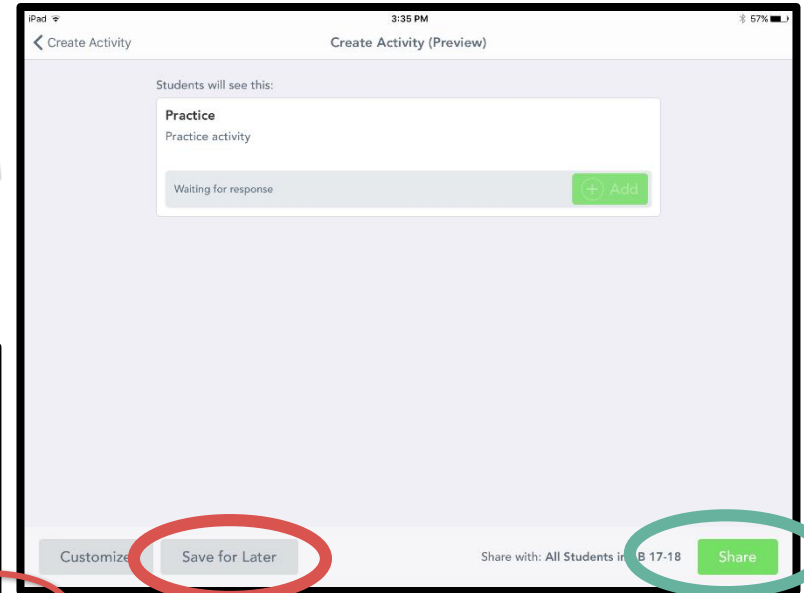 iPad 3:35 PM 57%
Create Activity Create Activity (Preview)
Students will see this:
Practice
Practice activity
Waiting for response Add
Customize Save for Later Share with: All Students in B 17-18 Share